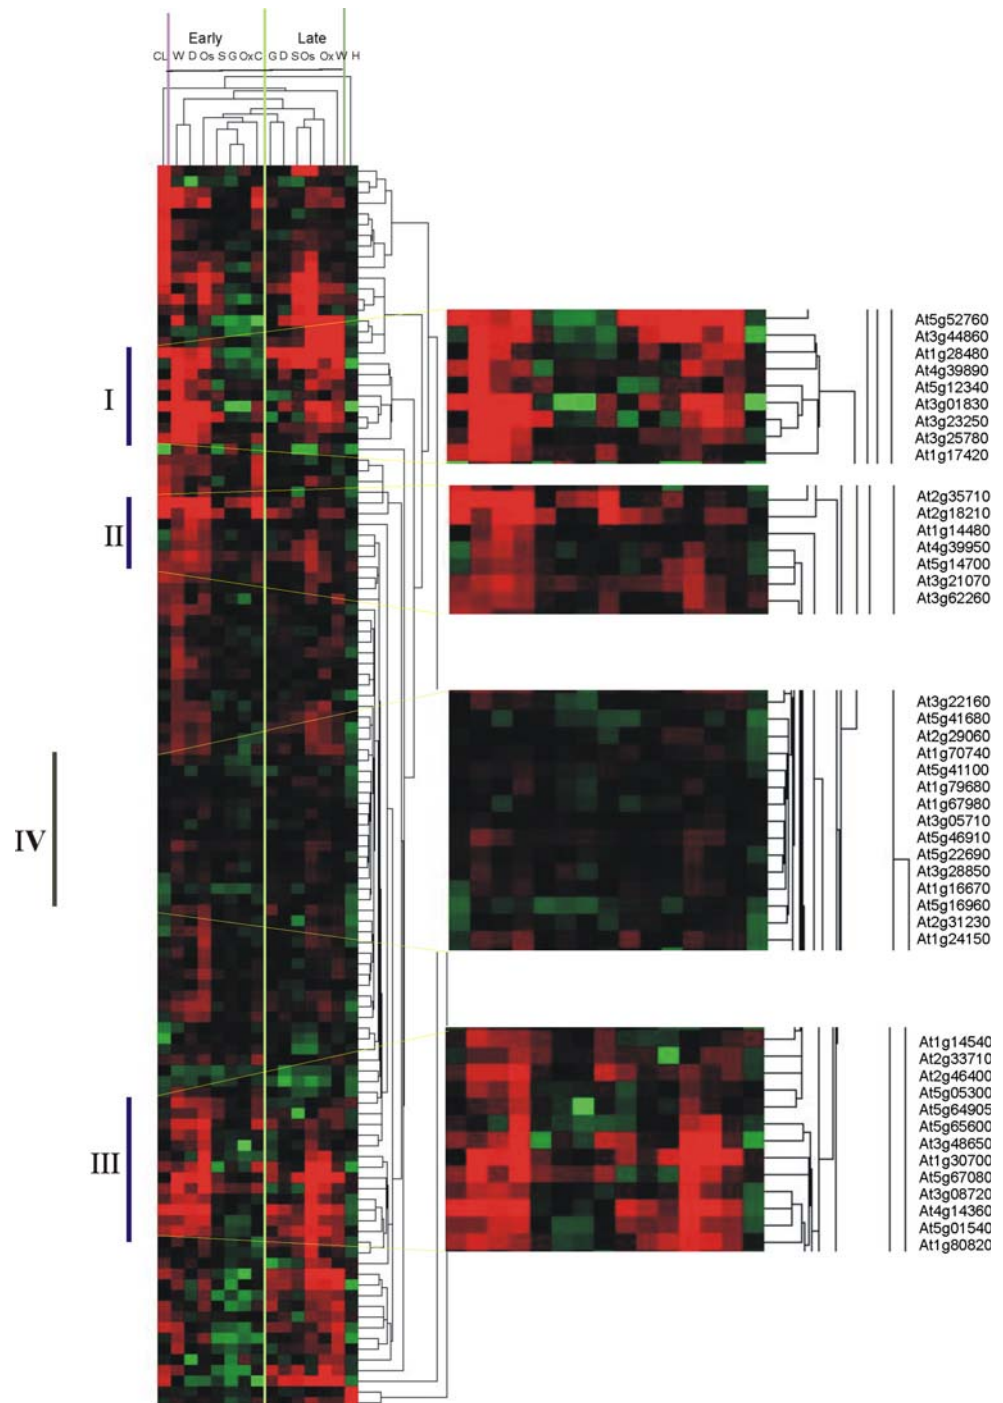 Early Late
CL W D Os S G Ox C G D S Os Ox W H
I
At5g52760
At3g44860
At1g28480
At4g39890
At5g12340
At3g01830
At3g23250
At3g25780
At1g17420
II
At2g35710
At2g18210
At1g14480
At4g39950
At5g14700
At3g21070
At3g62260
IV
At3g22160
At5g41680
At2g29060
At1g70740
At5g41100
At1g79680
At1g67980
At3g05710
At5g46910
At5g22690
At3g28850
At1g16670
At5g16960
At2g31230
At1g24150
III
At1g14540
At2g33710
At2g46400
At5g05300
At5g64905
At5g65600
At3g48650
At1g30700
At5g67080
At3g08720
At4g14360
At5g01540
At1g80820